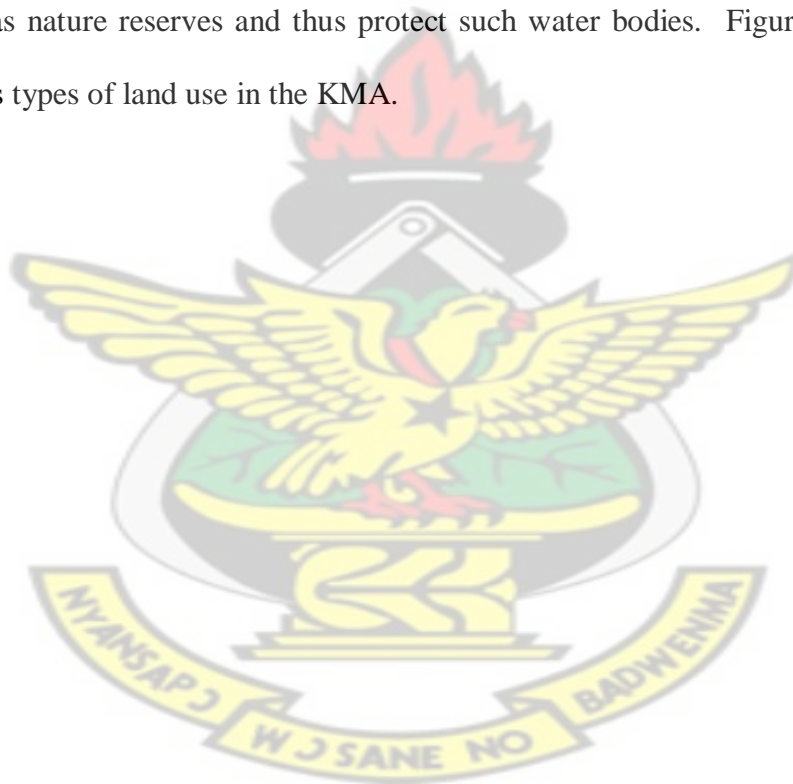 as nature reserves and thus protect such water bodies. Figur
s types of land use in the KMA.
NYANSAPƆ
WƆSANE NO
BADWENMA